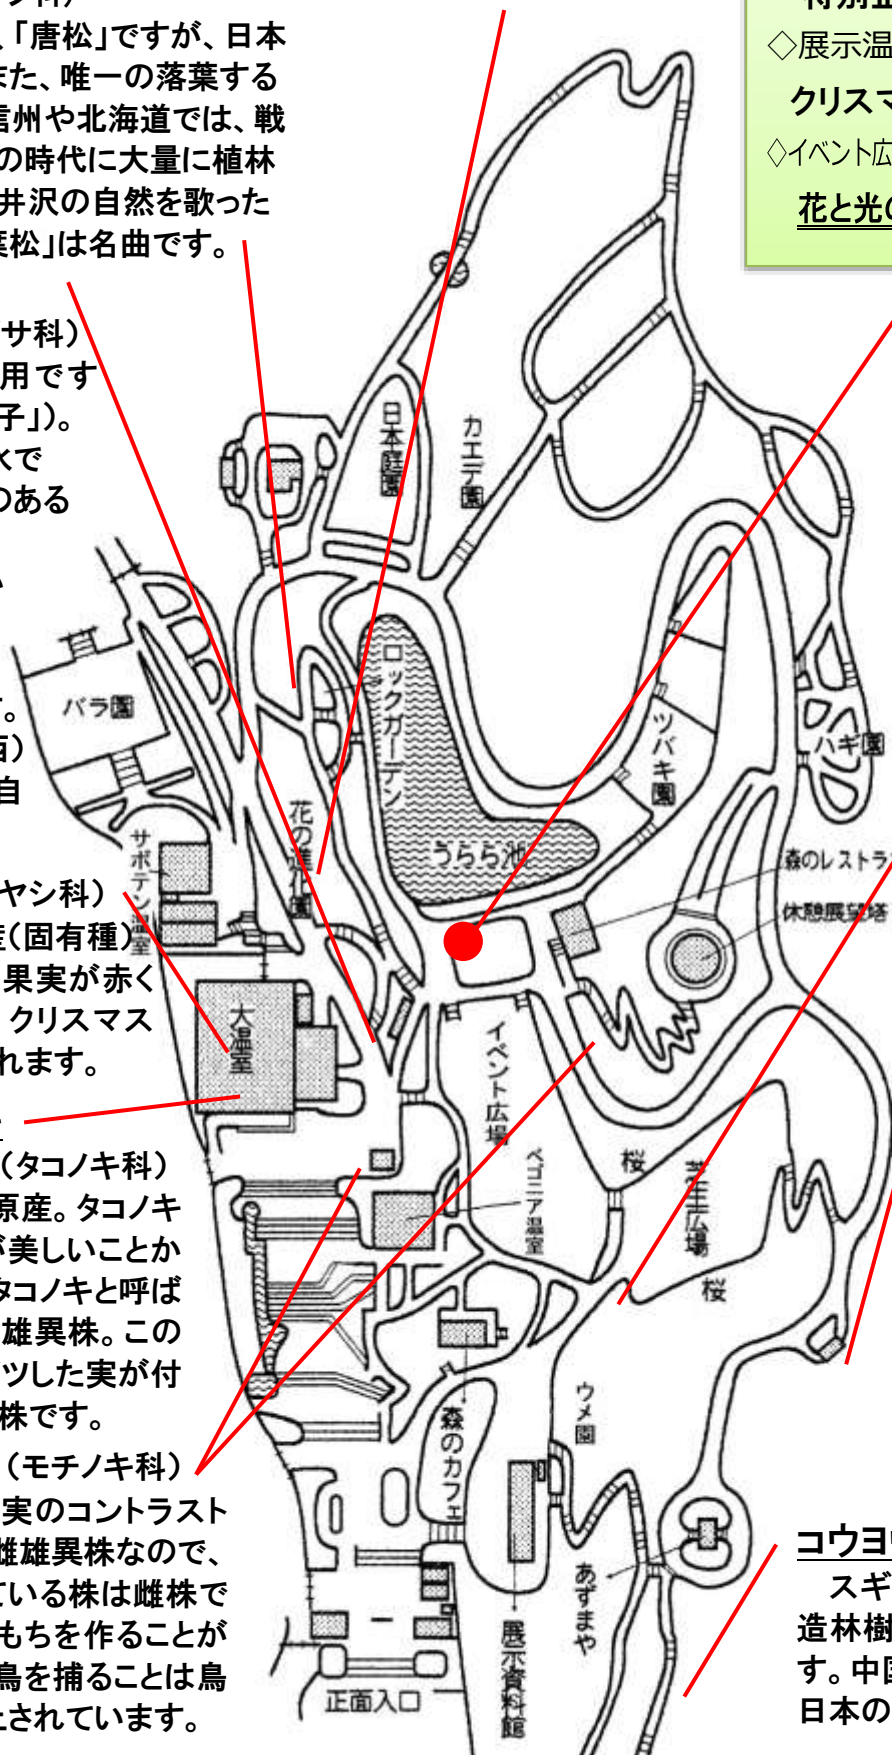 、「唐松」ですが、日本
また、唯一の落葉する
信州や北海道では、戦
の時代に大量に植林
井沢の自然を歌った
葉松」は名曲です。
サ科）
用です
子」）。
水で
のある
す。
自
ヤシ科）
（固有種）
果実が赤く
クリスマス
れます。
（タコノキ科）
原産。タコノキ
が美しいことか
タコノキと呼ば
雄異株。この
ツした実が付
株です。
（モチノキ科）
実のコントラスト
雌雄異株なので、
ている株は雌株で
もちを作ることが
鳥を捕ることは鳥
止されています。
特別企
◇展示温
クリスマ
◇イベント広
花と光の
日本庭園
カエデ園
バラ園
ロックガーデン
ツバキ園
ハギ園
花の進化園
うらら池
サボテン温室
森のレストラ
休憩展望塔
大温室
イベント広場
ベゴニア温室
桜
芝生広場
桜
ウメ園
森のカフェ
あずまや
展示資料館
正面入口
コウヨ
スギ
造林樹
す。中国
日本の